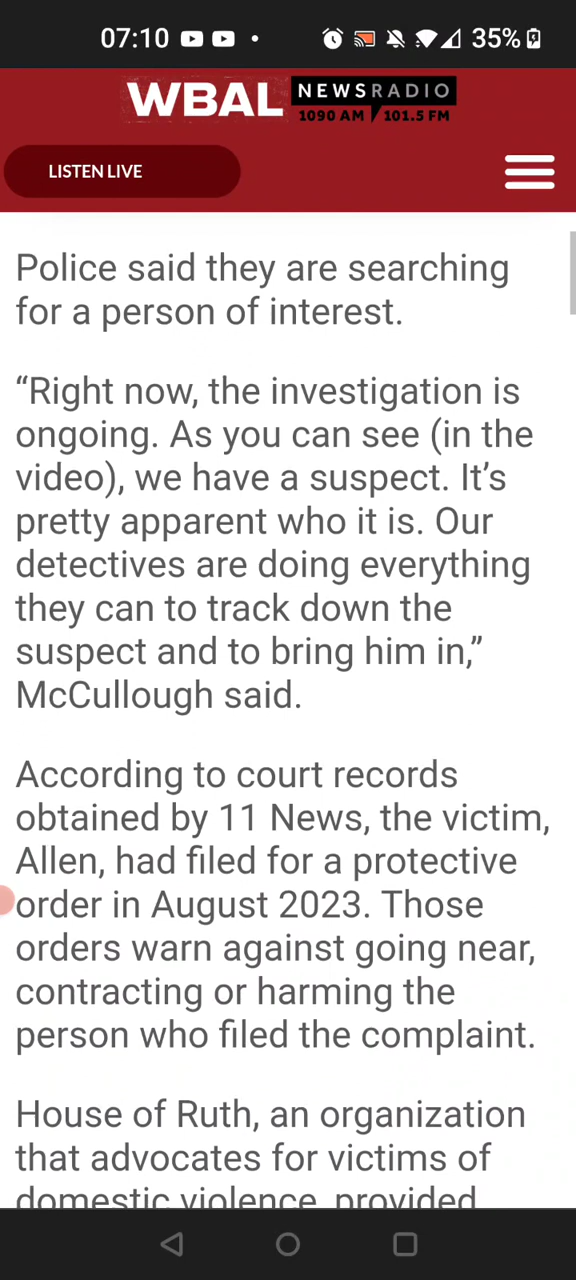 07:10
35%
WBAL NEWSRADIO
1090 AM 101.5 FM
LISTEN LIVE
Police said they are searching
for a person of interest.
“Right now, the investigation is
ongoing. As you can see (in the
video), we have a suspect. It’s
pretty apparent who it is. Our
detectives are doing everything
they can to track down the
suspect and to bring him in,”
McCullough said.
According to court records
obtained by 11 News, the victim,
Allen, had filed for a protective
order in August 2023. Those
orders warn against going near,
contracting or harming the
person who filed the complaint.
House of Ruth, an organization
that advocates for victims of
domestic violence, provided